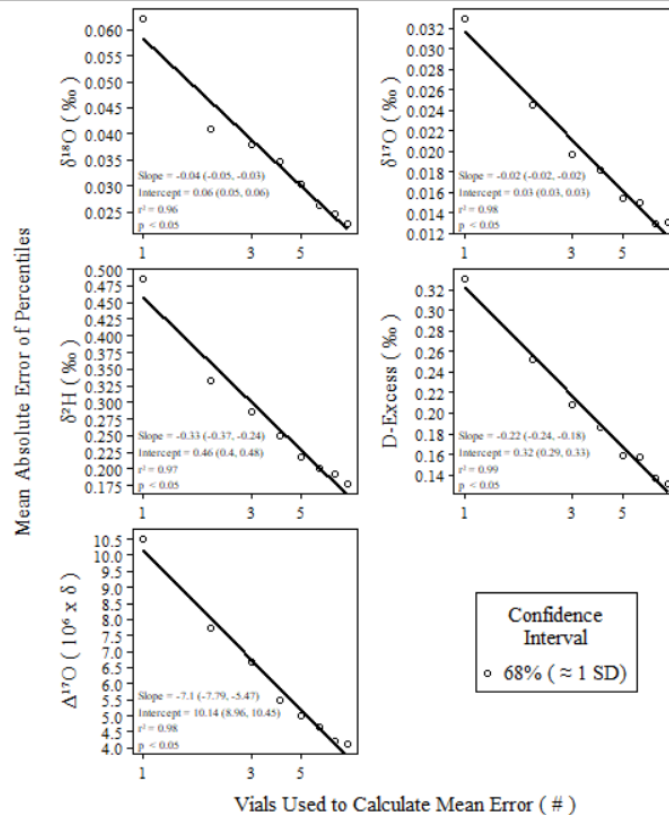 Mean Absolute Error of Percentiles
δ¹⁸O ( ‰ )
0.060
0.055
0.050
0.045
0.040
0.035
0.030
0.025
Slope = -0.04 (-0.05, -0.03)
Intercept = 0.06 (0.05, 0.06)
r² = 0.96
p < 0.05
1 3 5
δ¹⁷O ( ‰ )
0.032
0.030
0.028
0.026
0.024
0.022
0.020
0.018
0.016
0.014
0.012
Slope = -0.02 (-0.02, -0.02)
Intercept = 0.03 (0.03, 0.03)
r² = 0.98
p < 0.05
1 3 5
δ²H ( ‰ )
0.500
0.475
0.450
0.425
0.400
0.375
0.350
0.325
0.300
0.275
0.250
0.225
0.200
0.175
Slope = -0.33 (-0.37, -0.24)
Intercept = 0.46 (0.4, 0.48)
r² = 0.97
p < 0.05
1 3 5
D-Excess ( ‰ )
0.32
0.30
0.28
0.26
0.24
0.22
0.20
0.18
0.16
0.14
Slope = -0.22 (-0.24, -0.18)
Intercept = 0.32 (0.29, 0.33)
r² = 0.99
p < 0.05
1 3 5
Δ¹⁷O ( 10⁶ x δ )
10.5
10.0
9.5
9.0
8.5
8.0
7.5
7.0
6.5
6.0
5.5
5.0
4.5
4.0
Slope = -7.1 (-7.79, -5.47)
Intercept = 10.14 (8.96, 10.45)
r² = 0.98
p < 0.05
1 3 5
Confidence
Interval
68% ( ≈ 1 SD)
Vials Used to Calculate Mean Error ( # )